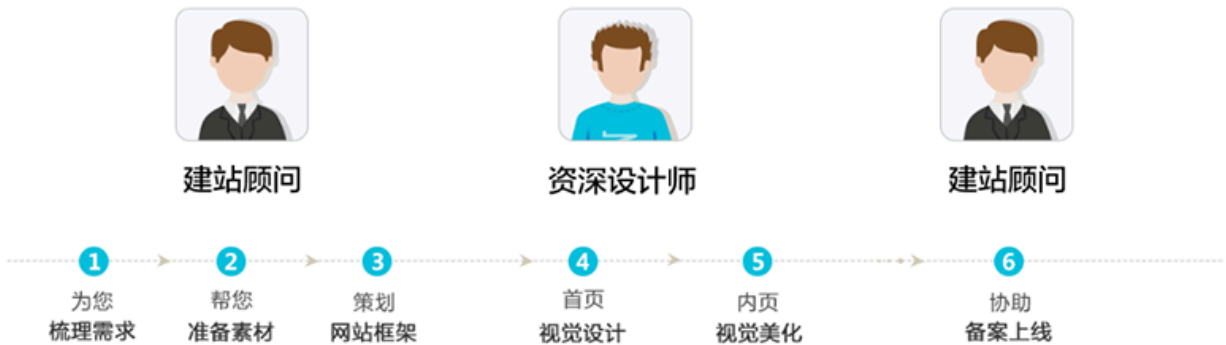 建站顾问
资深设计师
建站顾问
1
2
3
4
5
6
为您
梳理需求
帮您
准备素材
策划
网站框架
首页
视觉设计
内页
视觉美化
协助
备案上线